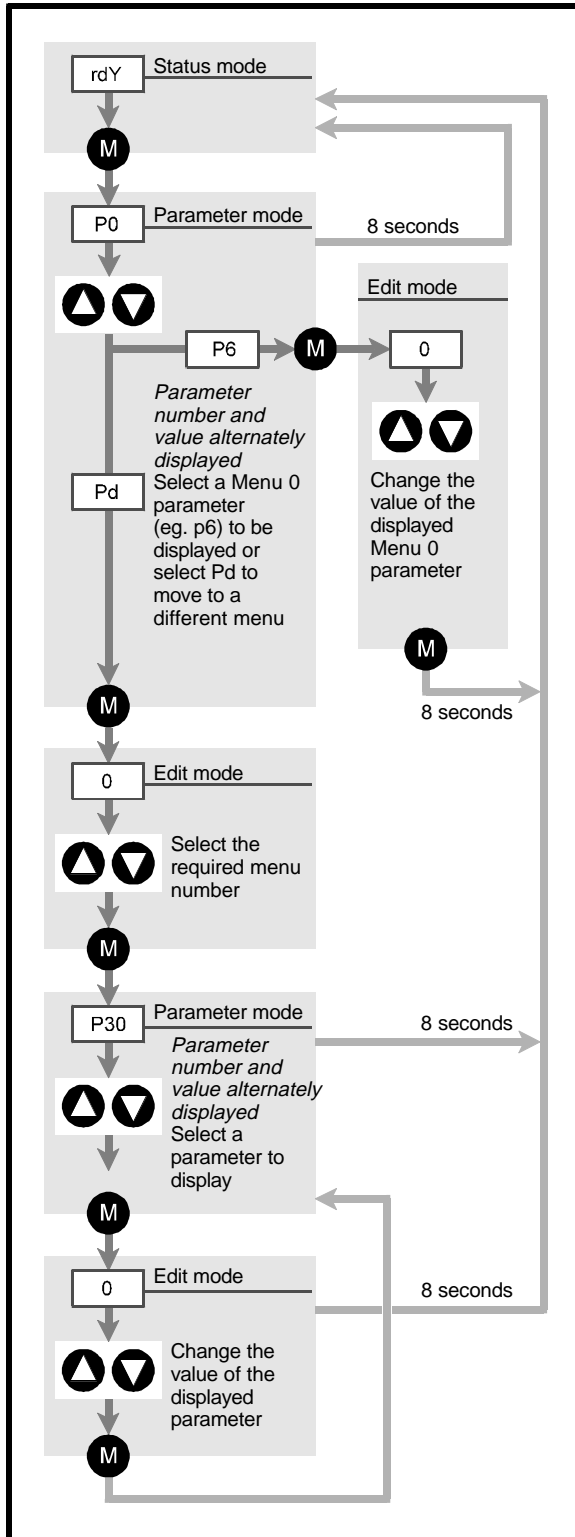 rdY
Status mode
M
P0
Parameter mode
8 seconds
Edit mode
P6
M
0
Parameter
number and
value alternately
displayed
Select a Menu 0
parameter
(eg. p6) to be
displayed or
select Pd to
move to a
different menu
Pd
Change the
value of the
displayed
Menu 0
parameter
M
8 seconds
M
0
Edit mode
Select the
required menu
number
M
P30
Parameter mode
8 seconds
Parameter
number and
value alternately
displayed
Select a
parameter to
display
M
0
Edit mode
8 seconds
Change the
value of the
displayed
parameter
M